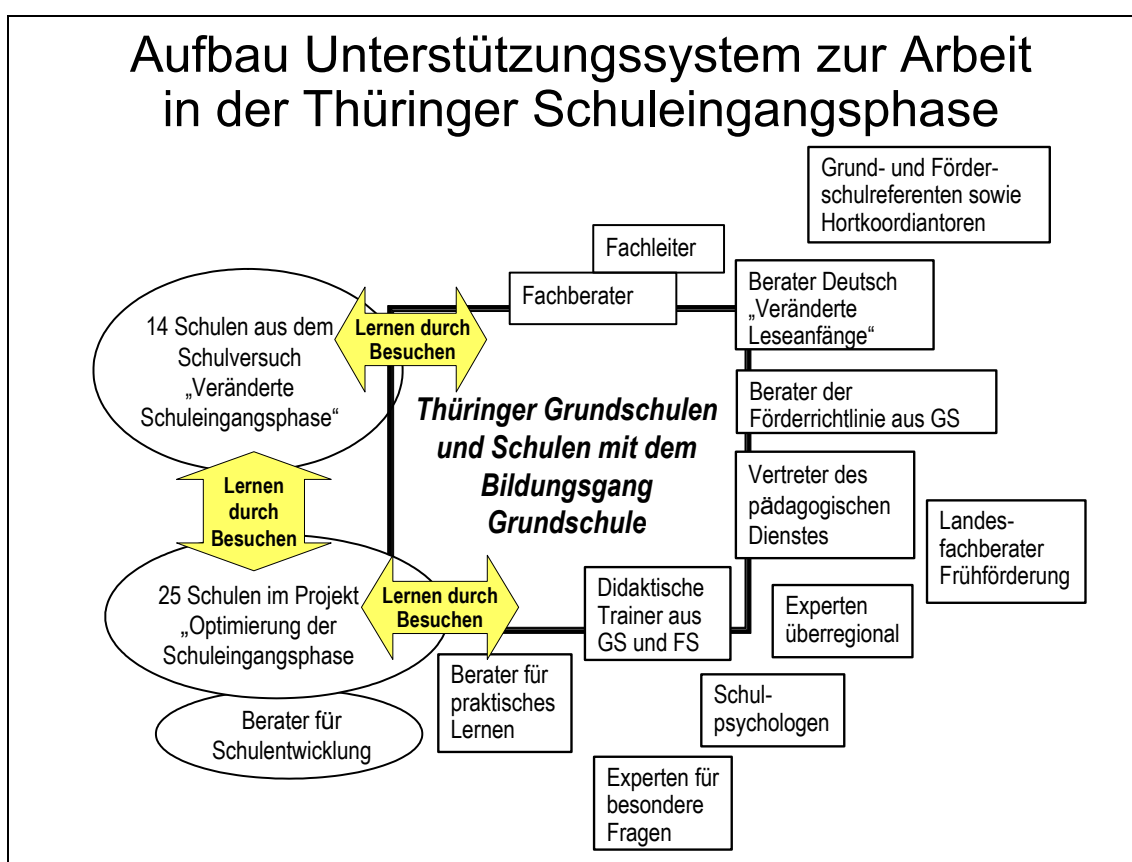 Aufbau Unterstützungssystem zur Arbeit
in der Thüringer Schuleingangsphase
Grund- und Förder-
schulreferenten sowie
Hortkoordiantoren
Fachleiter
Fachberater
Berater Deutsch
„Veränderte
Leseanfänge“
14 Schulen aus dem
Schulversuch
„Veränderte
Schuleingangsphase“
Lernen durch
Besuchen
Berater der
Förderrichtlinie aus GS
Thüringer Grundschulen
und Schulen mit dem
Bildungsgang
Grundschule
Lernen
durch
Besuchen
Vertreter des
pädagogischen
Dienstes
Landes-
fachberater
Frühförderung
25 Schulen im Projekt
„Optimierung der
Schuleingangsphase
Lernen durch
Besuchen
Didaktische
Trainer aus
GS und FS
Experten
überregional
Berater für
praktisches
Lernen
Schul-
psychologen
Berater für
Schulentwicklung
Experten für
besondere
Fragen